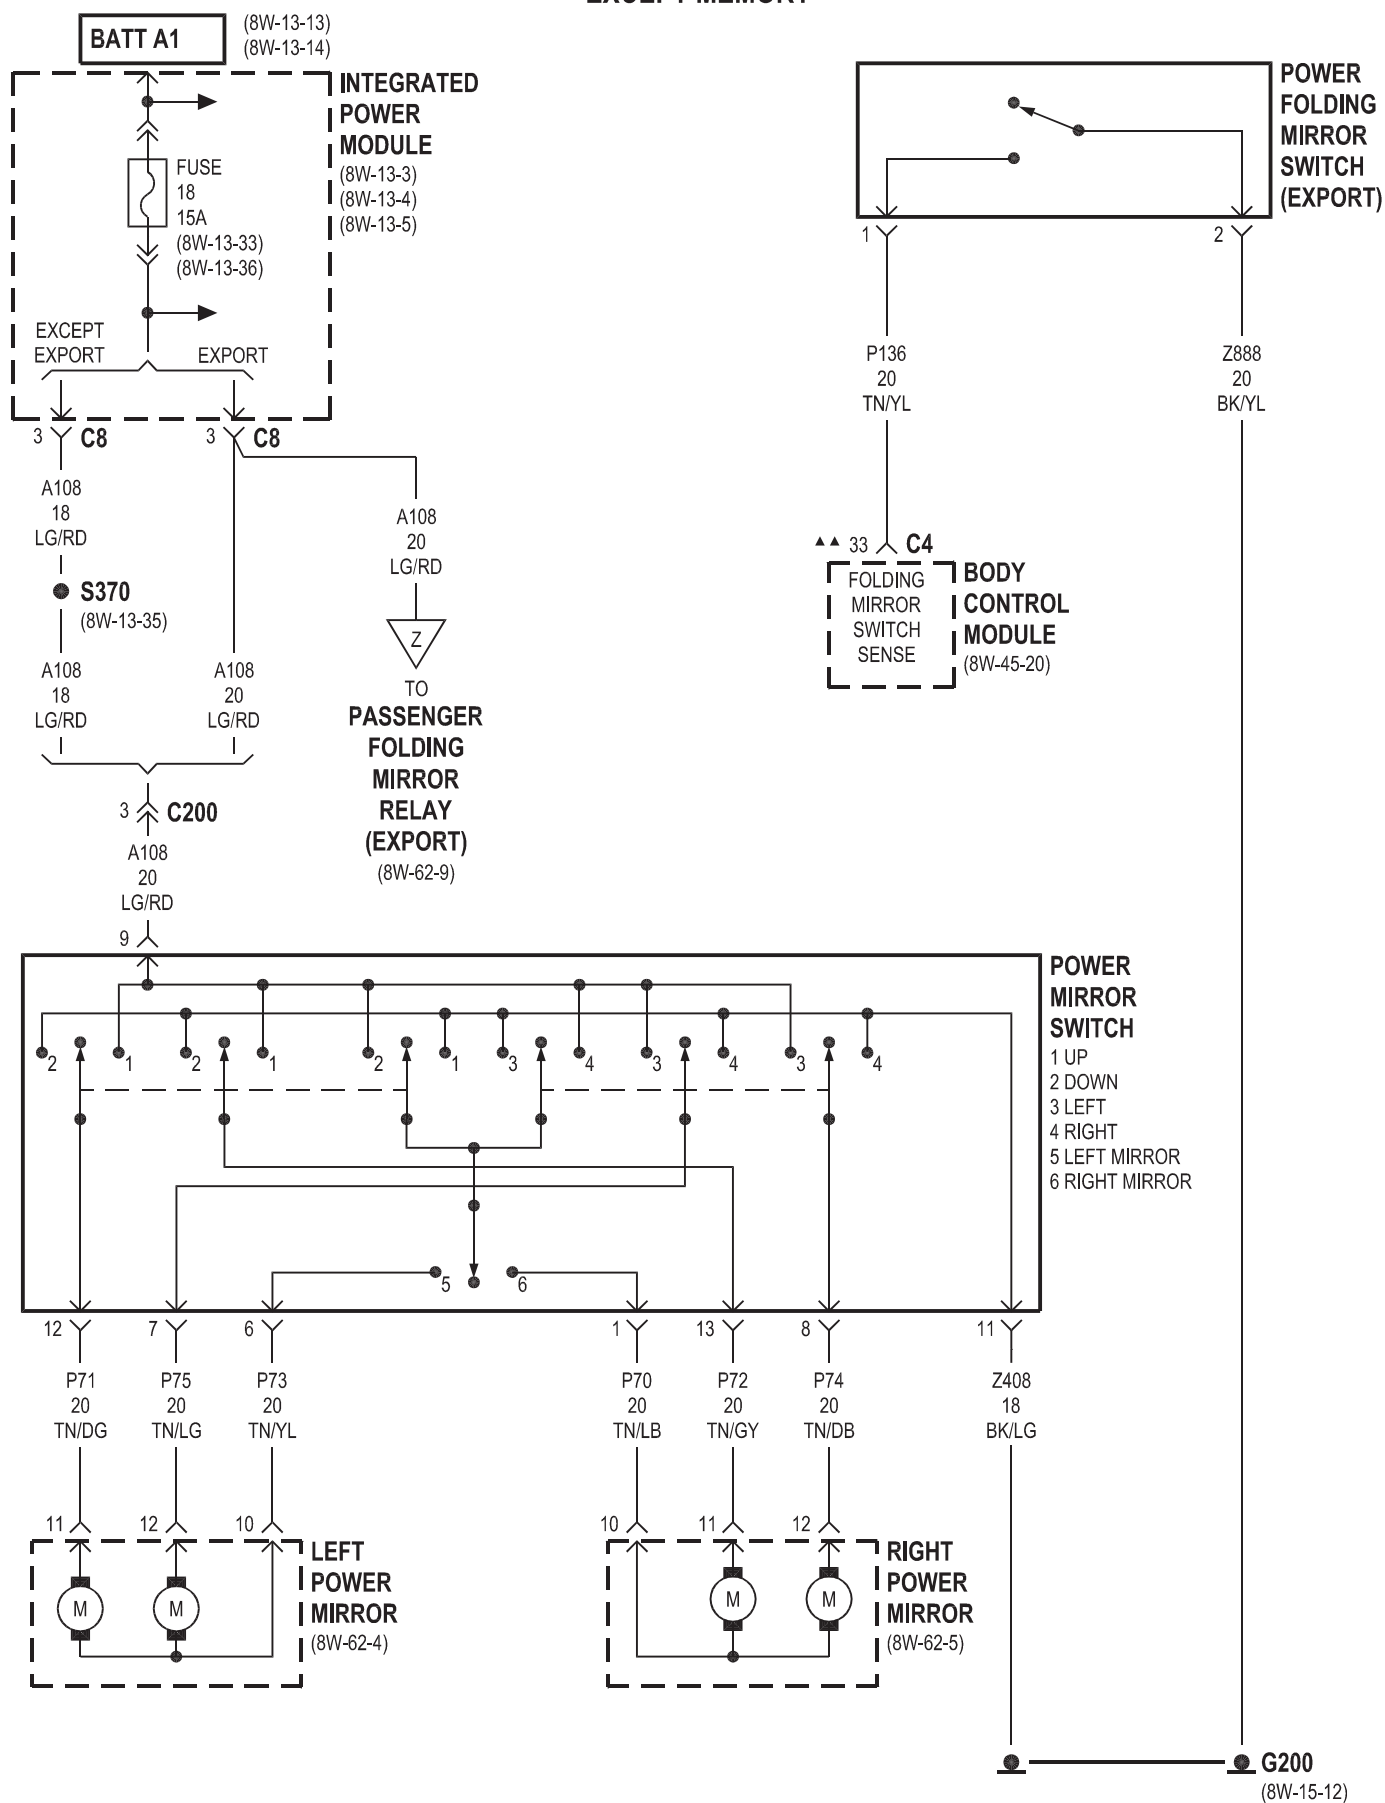 EXCEPT MEMORY
BATT A1
(8W-13-13)
(8W-13-14)
INTEGRATED
POWER
MODULE
(8W-13-3)
(8W-13-4)
(8W-13-5)
FUSE
18
15A
(8W-13-33)
(8W-13-36)
EXCEPT
EXPORT
EXPORT
3 C8
3 C8
A108
18
LG/RD
S370
(8W-13-35)
A108
18
LG/RD
A108
20
LG/RD
A108
20
LG/RD
Z
TO
PASSENGER
FOLDING
MIRROR
RELAY
(EXPORT)
(8W-62-9)
3 C200
A108
20
LG/RD
9
POWER
FOLDING
MIRROR
SWITCH
(EXPORT)
1
2
P136
20
TN/YL
Z888
20
BK/YL
▲▲ 33 C4
FOLDING
MIRROR
SWITCH
SENSE
BODY
CONTROL
MODULE
(8W-45-20)
POWER
MIRROR
SWITCH
1 UP
2 DOWN
3 LEFT
4 RIGHT
5 LEFT MIRROR
6 RIGHT MIRROR
2 1 2 1 2 1 3 4 3 4 3 4
5 6
12 7 6 1 13 8 11
P71
20
TN/DG
P75
20
TN/LG
P73
20
TN/YL
P70
20
TN/LB
P72
20
TN/GY
P74
20
TN/DB
Z408
18
BK/LG
11 12 10
M M
LEFT
POWER
MIRROR
(8W-62-4)
10 11 12
M M
RIGHT
POWER
MIRROR
(8W-62-5)
G200
(8W-15-12)